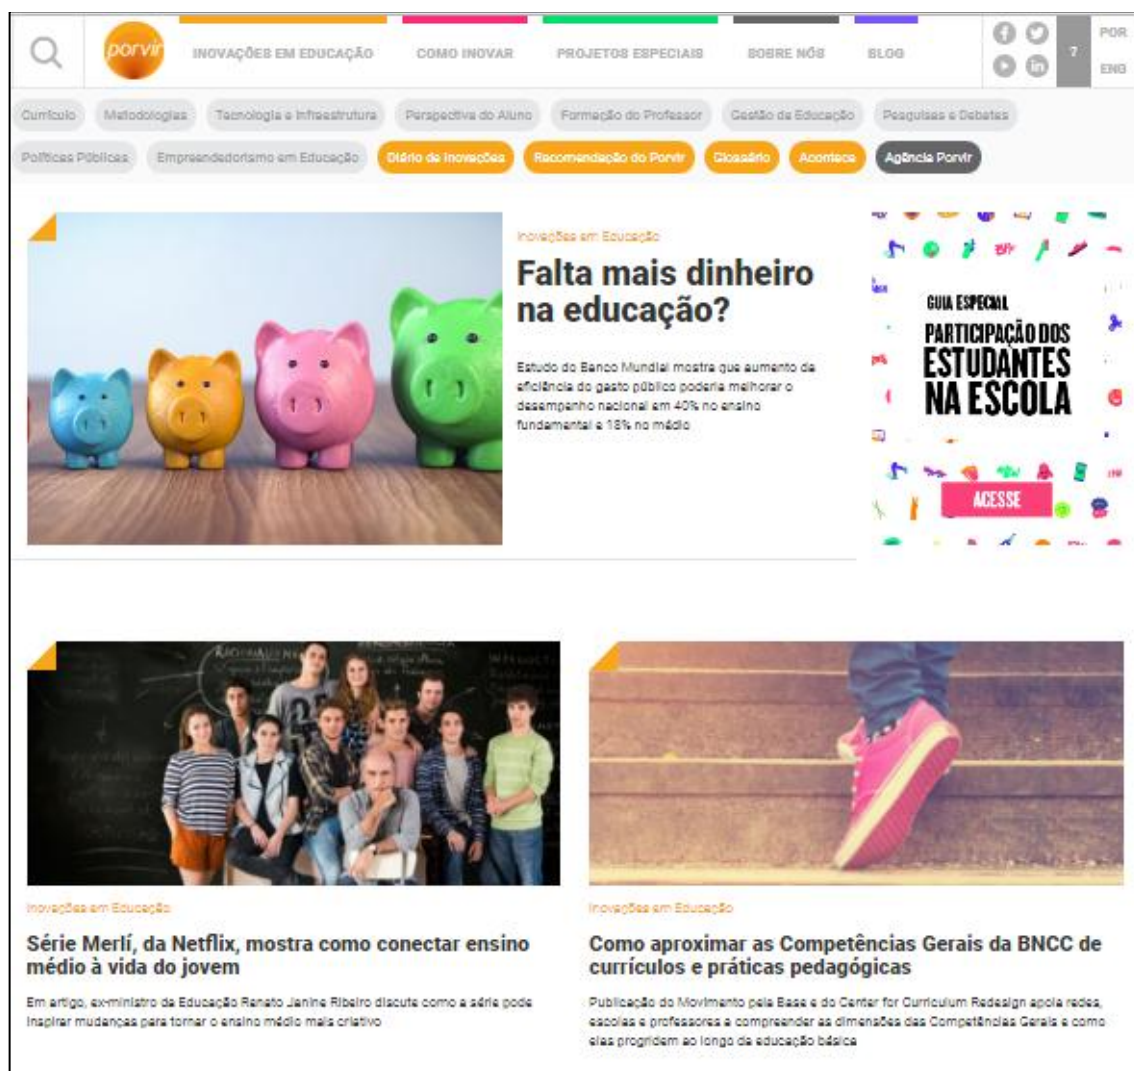 porvir
INOVAÇÕES EM EDUCAÇÃO
COMO INOVAR
PROJETOS ESPECIAIS
SOBRE NÓS
BLOG
?
POR
ENG
Currículo
Metodologias
Tecnologia e Infraestrutura
Perspectiva do Aluno
Formação do Professor
Gestão da Educação
Pesquisas e Debates
Políticas Públicas
Empreendedorismo em Educação
Diário de Inovações
Recomendação do Porvir
Glossário
Acontece
Agência Porvir
Inovações em Educação
Falta mais dinheiro
na educação?
Estudo do Banco Mundial mostra que aumento da
eficiência do gasto público poderia melhorar o
desempenho nacional em 40% no ensino
fundamental e 18% no médio
GUIA ESPECIAL
PARTICIPAÇÃO DOS
ESTUDANTES
NA ESCOLA
ACESSE
Inovações em Educação
Série Merlí, da Netflix, mostra como conectar ensino
médio à vida do jovem
Em artigo, ex-ministro da Educação Renato Janine Ribeiro discute como a série pode
inspirar mudanças para tornar o ensino médio mais criativo
Inovações em Educação
Como aproximar as Competências Gerais da BNCC de
currículos e práticas pedagógicas
Publicação do Movimento pela Base e do Center for Curriculum Redesign apoia redes,
escolas e professores a compreender as dimensões das Competências Gerais e como
elas progridem ao longo da educação básica